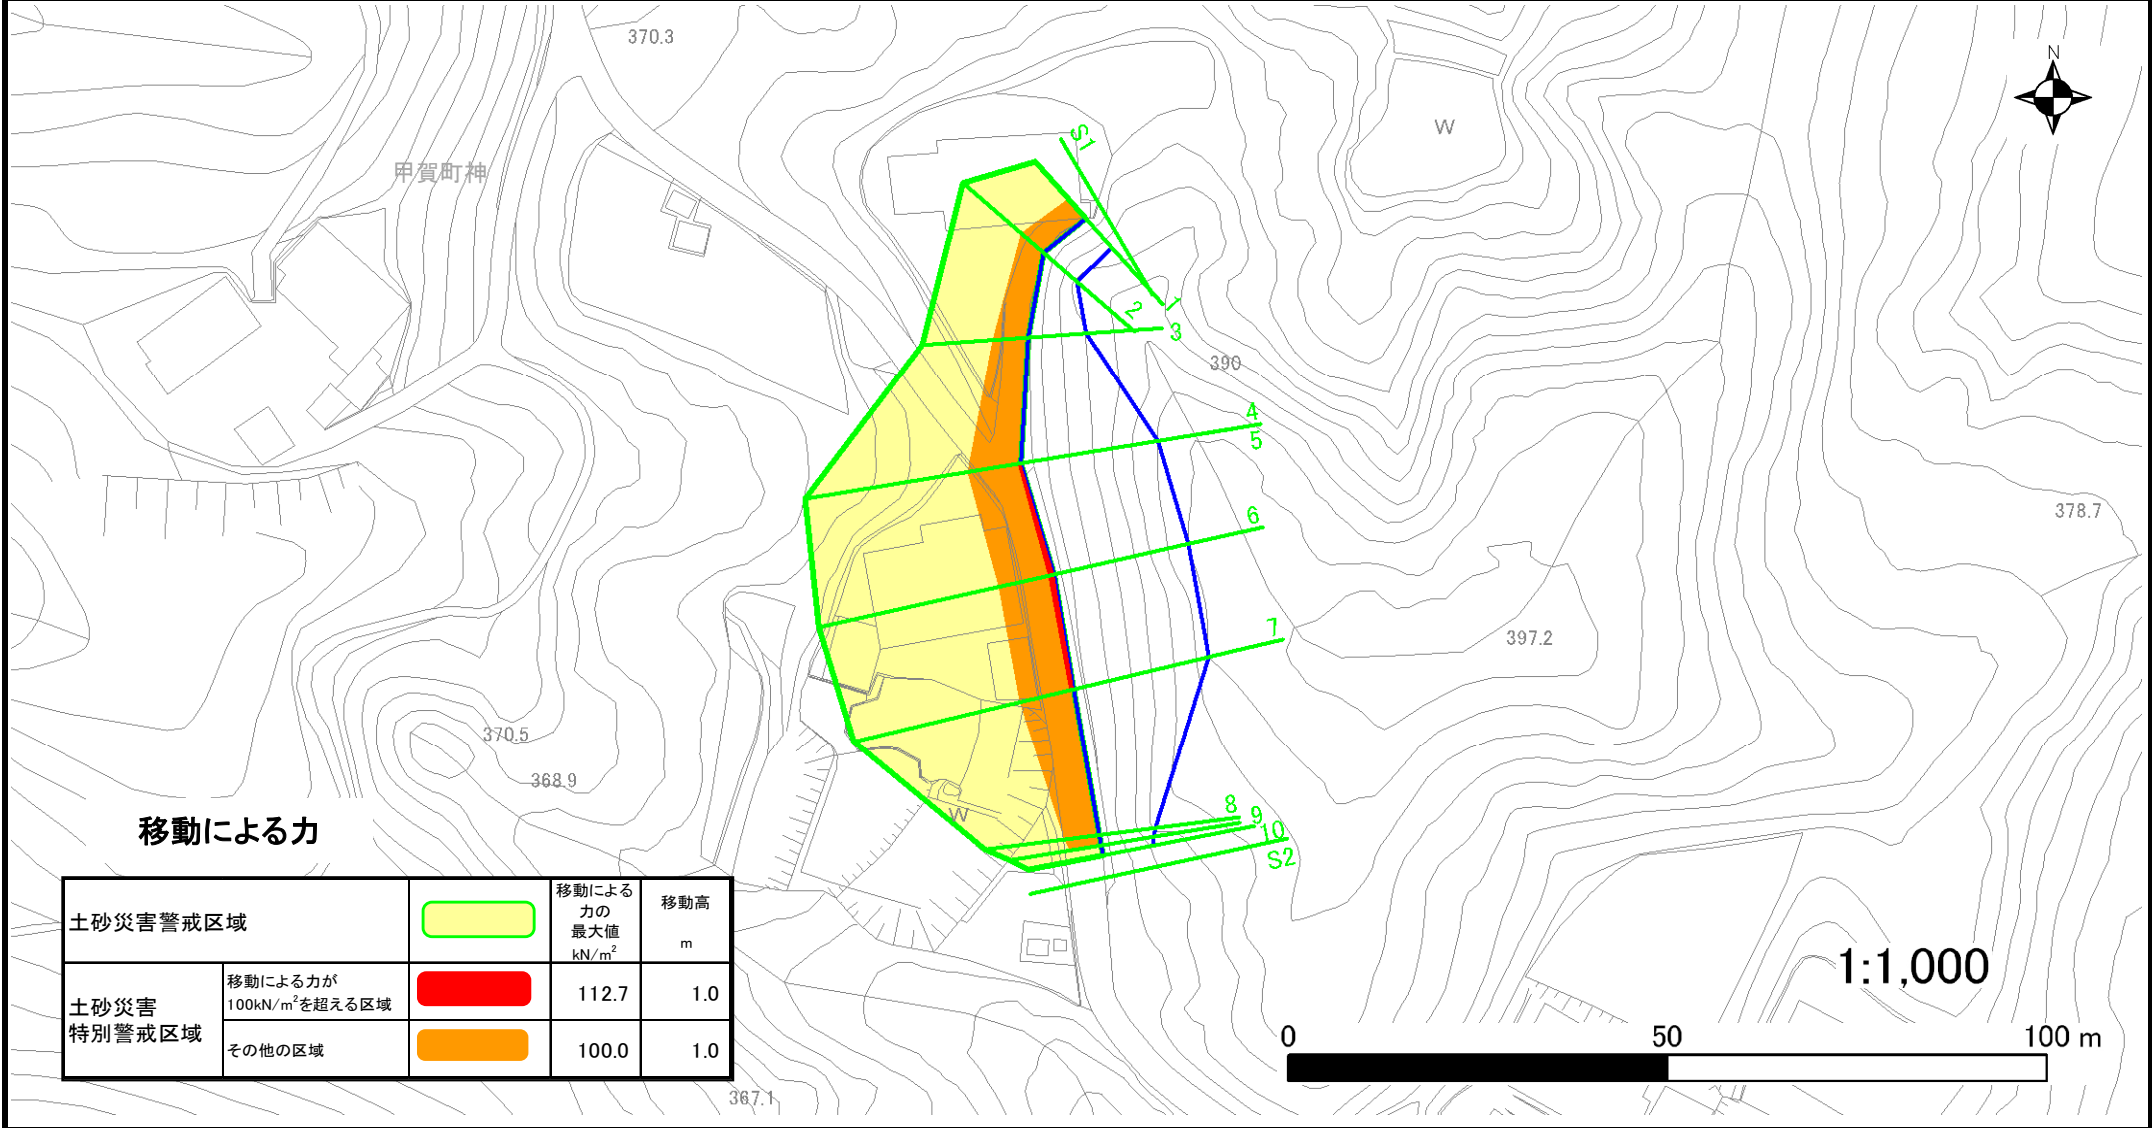 370.3
N
W
甲賀町神
S1
1
2
3
390
4
5
6
378.7
7
397.2
370.5
368.9
W
8
9
10
S2
移動による力
土砂災害警戒区域
移動による
力の
最大値
kN/m²
移動高
m
土砂災害
特別警戒区域
移動による力が
100kN/m²を超える区域
112.7
1.0
その他の区域
100.0
1.0
367.1
1:1,000
0
50
100 m